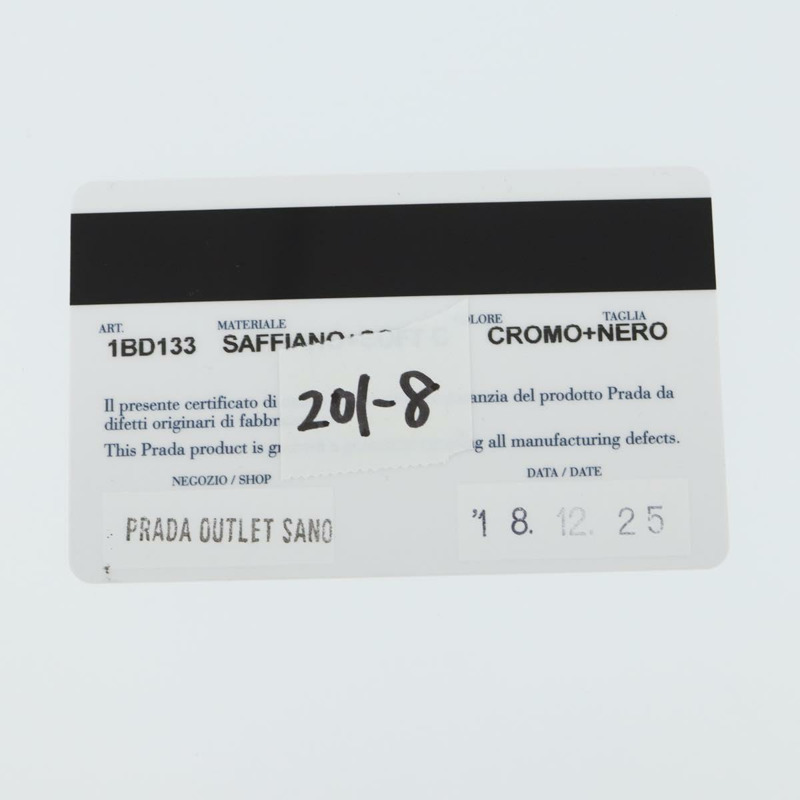 ART. MATERIALE TAGLIA
1BD133 SAFFIANO+ CROMO+NERO
201-8
Il presente certificato di anzia del prodotto Prada da
difetti originari di fabbr
This Prada product is all manufacturing defects.
NEGOZIO / SHOP DATA / DATE
PRADA OUTLET SANO '18. 12. 25